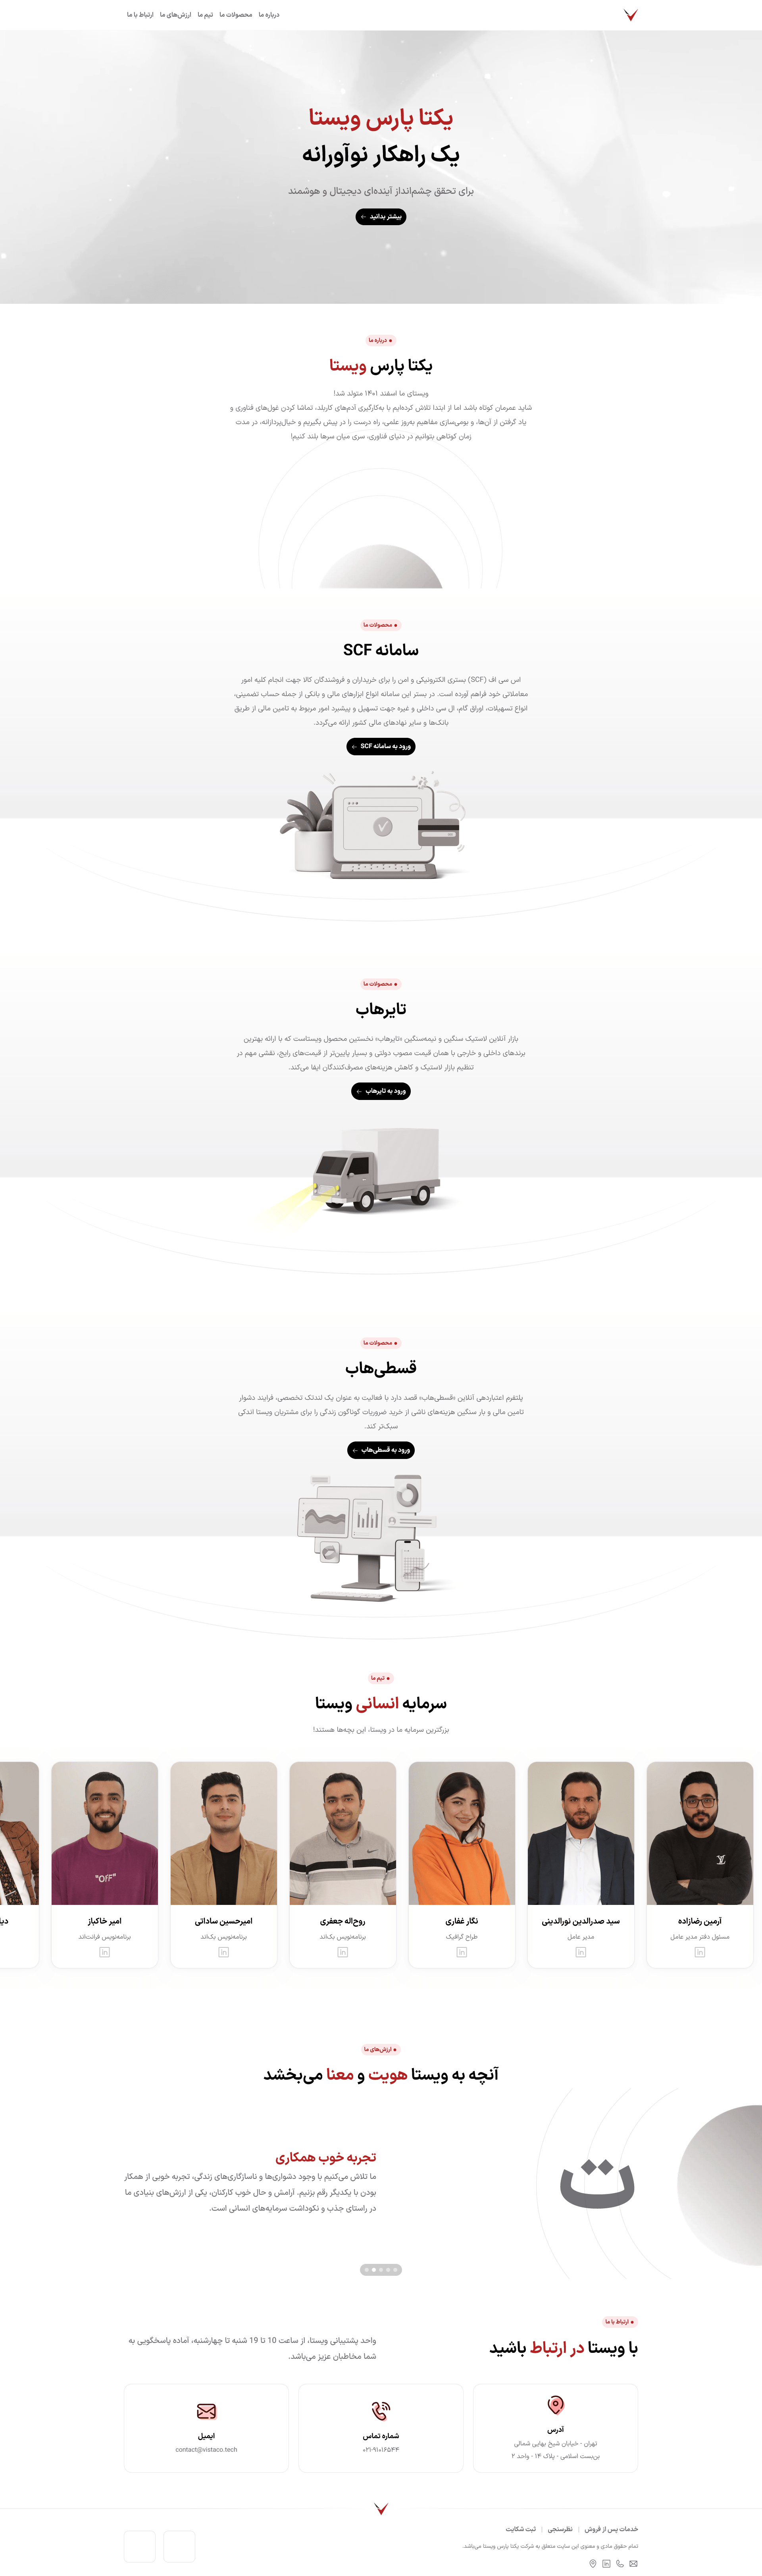 درباره ما
محصولات ما
تیم ما
ارزش‌های ما
ارتباط با ما
یکتا پارس ویستا
یک راهکار نوآورانه
برای تحقق چشم‌انداز آینده‌ای دیجیتال و هوشمند
بیشتر بدانید
درباره ما
یکتا پارس ویستا
ویستای ما اسفند ۱۴۰۱ متولد شد!
شاید عمرمان کوتاه باشد اما از ابتدا تلاش کرده‌ایم با به‌کارگیری آدم‌های کاربلد، تماشا کردن غول‌های فناوری و
یاد گرفتن از آن‌ها، و بومی‌سازی مفاهیم به‌روز علمی، راه درست را در پیش بگیریم و خیال‌پردازانه، در مدت
زمان کوتاهی بتوانیم در دنیای فناوری، سری میان سرها بلند کنیم!
محصولات ما
سامانه SCF
اس سی اف (SCF) بستری الکترونیکی و امن را برای خریداران و فروشندگان کالا جهت انجام کلیه امور
معاملاتی خود فراهم آورده است. در بستر این سامانه انواع ابزارهای مالی و بانکی از جمله حساب تضمینی،
انواع تسهیلات، اوراق گام، ال سی داخلی و غیره جهت تسهیل و پیشبرد امور مربوط به تامین مالی از طریق
بانک‌ها و سایر نهادهای مالی کشور ارائه می‌گردد.
ورود به سامانه SCF
محصولات ما
تایرهاب
بازار آنلاین لاستیک سنگین و نیمه‌سنگین «تایرهاب» نخستین محصول ویستاست که با ارائه بهترین
برندهای داخلی و خارجی با همان قیمت مصوب دولتی و بسیار پایین‌تر از قیمت‌های رایج، نقشی مهم در
تنظیم بازار لاستیک و کاهش هزینه‌های مصرف‌کنندگان ایفا می‌کند.
ورود به تایرهاب
محصولات ما
قسطی‌هاب
پلتفرم اعتباردهی آنلاین «قسطی‌هاب» قصد دارد با فعالیت به عنوان یک لندتک تخصصی، فرایند دشوار
تامین مالی و بار سنگین هزینه‌های ناشی از خرید ضروریات گوناگون زندگی را برای مشتریان ویستا اندکی
سبک‌تر کند.
ورود به قسطی‌هاب
تیم ما
سرمایه انسانی ویستا
بزرگترین سرمایه ما در ویستا، این بچه‌ها هستند!
آرمین رضازاده
مسئول دفتر مدیر عامل
سید صدرالدین نورالدینی
مدیر عامل
نگار غفاری
طراح گرافیک
روح‌اله جعفری
برنامه‌نویس بک‌اند
امیرحسین ساداتی
برنامه‌نویس بک‌اند
"OFF"
امیر خاکباز
برنامه‌نویس فرانت‌اند
ارزش‌های ما
آنچه به ویستا هویت و معنا می‌بخشد
ت
تجربه خوب همکاری
ما تلاش می‌کنیم با وجود دشواری‌ها و ناسازگاری‌های زندگی، تجربه خوبی از همکار
بودن با یکدیگر رقم بزنیم. آرامش و حال خوب کارکنان، یکی از ارزش‌های بنیادی ما
در راستای جذب و نکوداشت سرمایه‌های انسانی است.
ارتباط با ما
با ویستا در ارتباط باشید
واحد پشتیبانی ویستا، از ساعت 10 تا 19 شنبه تا چهارشنبه، آماده پاسخگویی به
شما مخاطبان عزیز می‌باشد.
آدرس
تهران - خیابان شیخ بهایی شمالی
بن‌بست اسلامی - پلاک ۱۴ - واحد ۲
شماره تماس
۰۲۱-۹۱۰۱۶۵۴۴
ایمیل
contact@vistaco.tech
خدمات پس از فروش | نظرسنجی | ثبت شکایت
تمام حقوق مادی و معنوی این سایت متعلق به شرکت یکتا پارس ویستا می‌باشد.